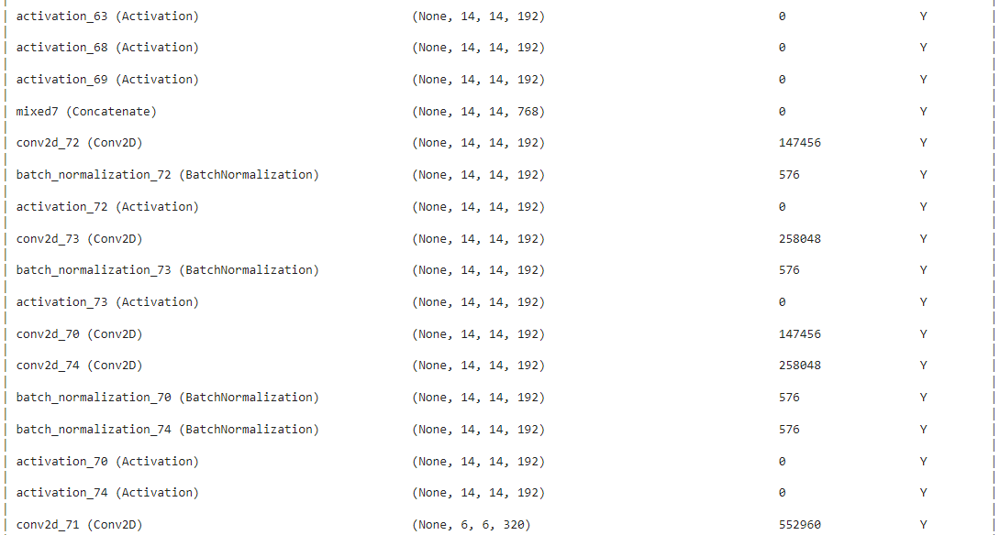 activation_63 (Activation) (None, 14, 14, 192) 0 Y
activation_68 (Activation) (None, 14, 14, 192) 0 Y
activation_69 (Activation) (None, 14, 14, 192) 0 Y
mixed7 (Concatenate) (None, 14, 14, 768) 0 Y
conv2d_72 (Conv2D) (None, 14, 14, 192) 147456 Y
batch_normalization_72 (BatchNormalization) (None, 14, 14, 192) 576 Y
activation_72 (Activation) (None, 14, 14, 192) 0 Y
conv2d_73 (Conv2D) (None, 14, 14, 192) 258048 Y
batch_normalization_73 (BatchNormalization) (None, 14, 14, 192) 576 Y
activation_73 (Activation) (None, 14, 14, 192) 0 Y
conv2d_70 (Conv2D) (None, 14, 14, 192) 147456 Y
conv2d_74 (Conv2D) (None, 14, 14, 192) 258048 Y
batch_normalization_70 (BatchNormalization) (None, 14, 14, 192) 576 Y
batch_normalization_74 (BatchNormalization) (None, 14, 14, 192) 576 Y
activation_70 (Activation) (None, 14, 14, 192) 0 Y
activation_74 (Activation) (None, 14, 14, 192) 0 Y
conv2d_71 (Conv2D) (None, 6, 6, 320) 552960 Y